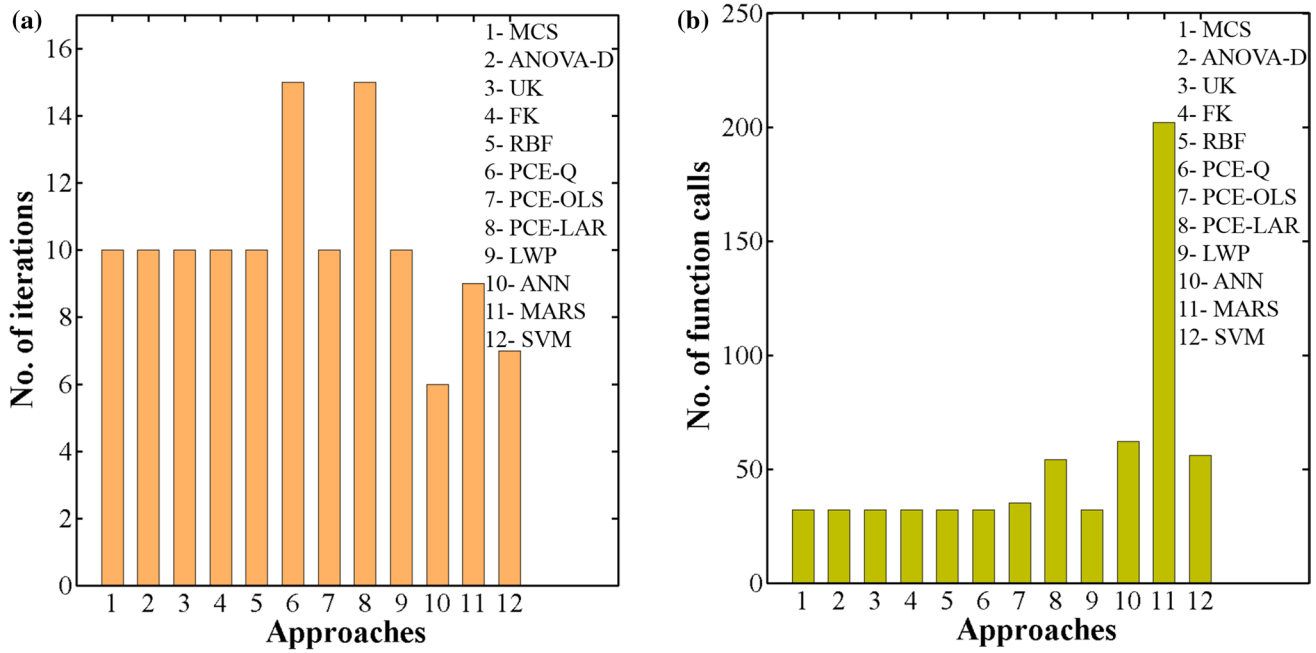 (a)
16
14
12
10
8
6
4
2
0
No. of iterations
1- MCS
2- ANOVA-D
3- UK
4- FK
5- RBF
6- PCE-Q
7- PCE-OLS
8- PCE-LAR
9- LWP
10- ANN
11- MARS
12- SVM
1 2 3 4 5 6 7 8 9 10 11 12
Approaches
(b)
250
200
150
100
50
0
No. of function calls
1- MCS
2- ANOVA-D
3- UK
4- FK
5- RBF
6- PCE-Q
7- PCE-OLS
8- PCE-LAR
9- LWP
10- ANN
11- MARS
12- SVM
1 2 3 4 5 6 7 8 9 10 11 12
Approaches